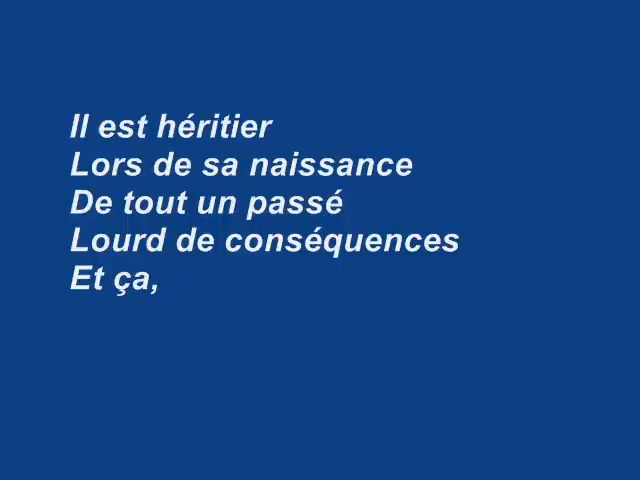 Il est héritier
Lors de sa naissance
De tout un passé
Lourd de conséquences
Et ça,